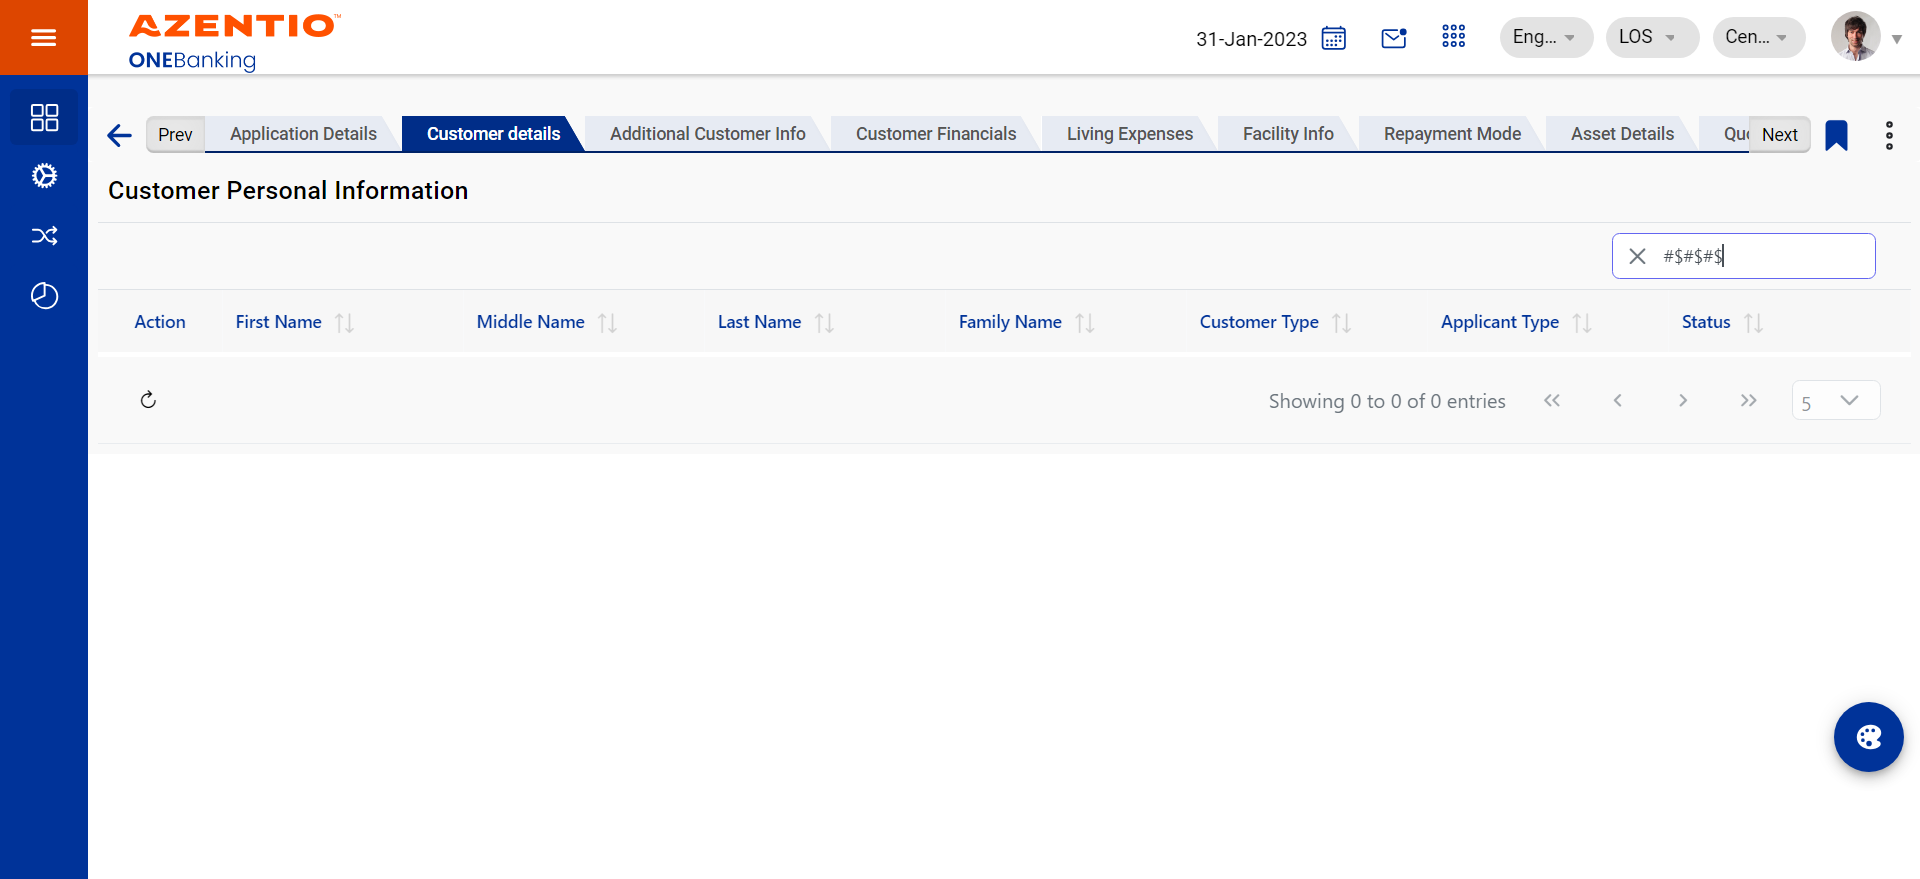 AZENTIO™
ONEBanking
31-Jan-2023
Eng...
LOS
Cen...
Prev
Application Details
Customer details
Additional Customer Info
Customer Financials
Living Expenses
Facility Info
Repayment Mode
Asset Details
Quo
Next
Customer Personal Information
#$#$#$
Action
First Name
Middle Name
Last Name
Family Name
Customer Type
Applicant Type
Status
Showing 0 to 0 of 0 entries
5